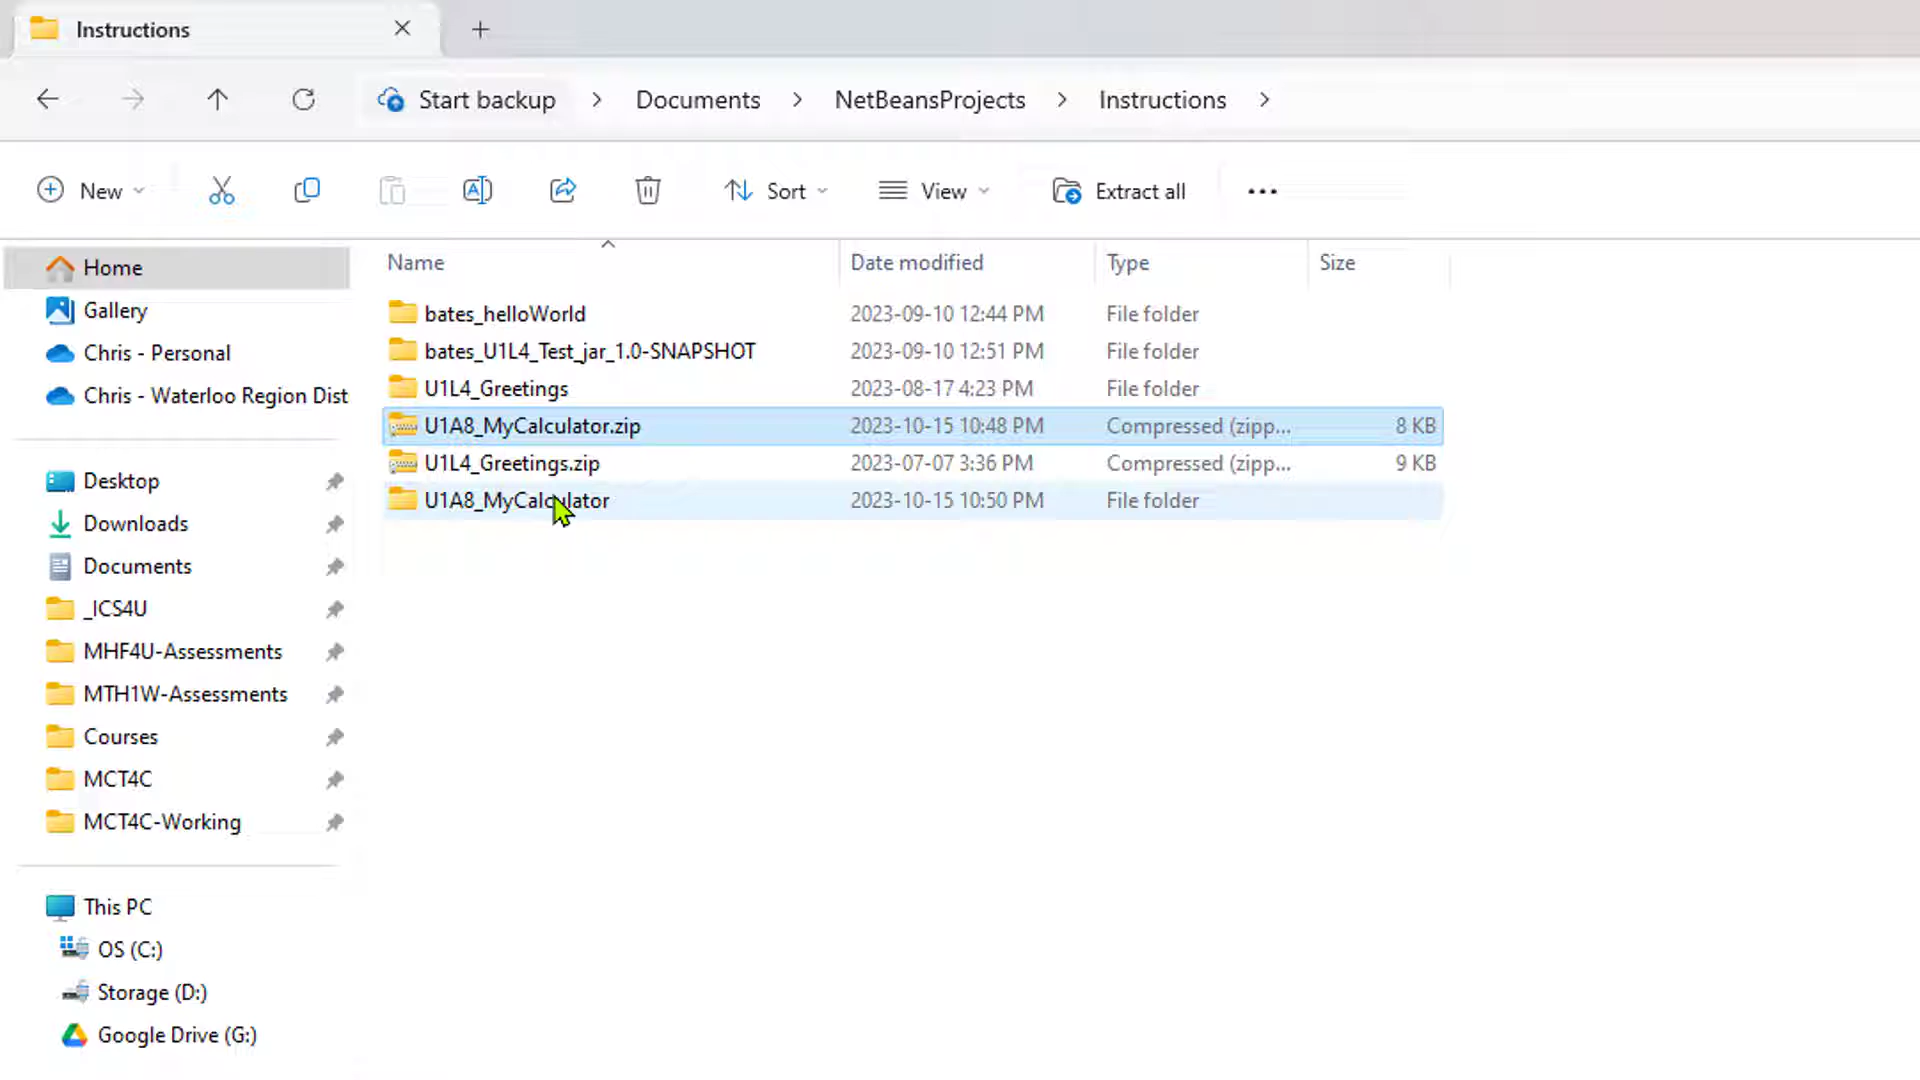 Instructions
Start backup > Documents > NetBeansProjects > Instructions >
New Sort View Extract all
Name Date modified Type Size
bates_helloWorld 2023-09-10 12:44 PM File folder
bates_U1L4_Test_jar_1.0-SNAPSHOT 2023-09-10 12:51 PM File folder
U1L4_Greetings 2023-08-17 4:23 PM File folder
U1A8_MyCalculator.zip 2023-10-15 10:48 PM Compressed (zipp... 8 KB
U1L4_Greetings.zip 2023-07-07 3:36 PM Compressed (zipp... 9 KB
U1A8_MyCalculator 2023-10-15 10:50 PM File folder
Home
Gallery
Chris - Personal
Chris - Waterloo Region Dist
Desktop
Downloads
Documents
_ICS4U
MHF4U-Assessments
MTH1W-Assessments
Courses
MCT4C
MCT4C-Working
This PC
OS (C:)
Storage (D:)
Google Drive (G:)